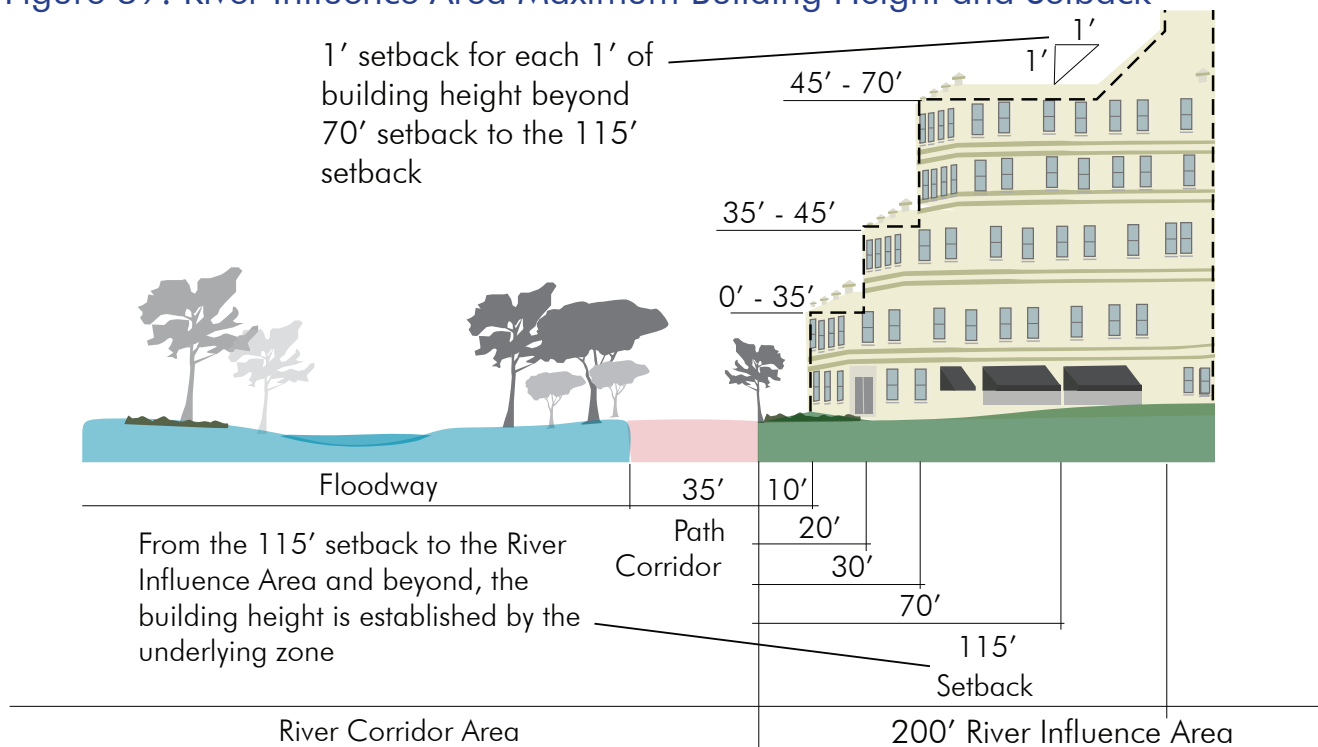 1′ setback for each 1′ of
building height beyond
70′ setback to the 115′
setback
1′
1′
45′ - 70′
35′ - 45′
0′ - 35′
Floodway
35′
10′
Path
Corridor
20′
30′
70′
115′
Setback
From the 115′ setback to the River
Influence Area and beyond, the
building height is established by the
underlying zone
River Corridor Area
200′ River Influence Area